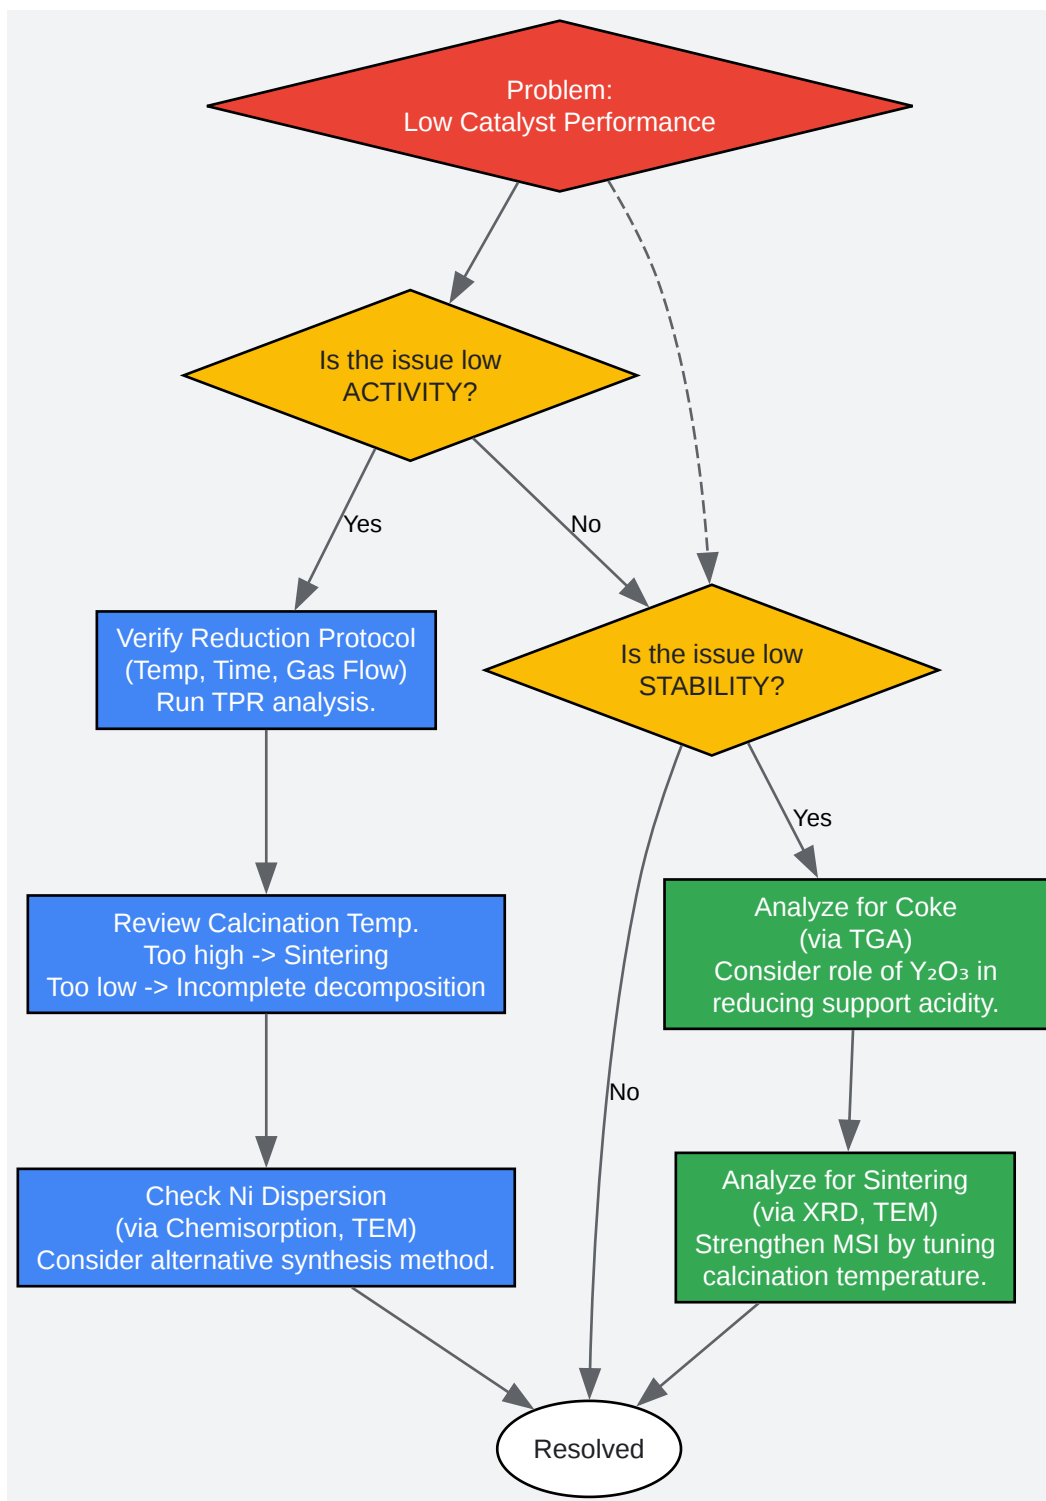 Problem:
Low Catalyst Performance
Is the issue low
ACTIVITY?
Yes
No
Verify Reduction Protocol
(Temp, Time, Gas Flow)
Run TPR analysis.
Is the issue low
STABILITY?
Yes
Review Calcination Temp.
Too high -> Sintering
Too low -> Incomplete decomposition
Analyze for Coke
(via TGA)
Consider role of Y₂O₃ in
reducing support acidity.
No
Check Ni Dispersion
(via Chemisorption, TEM)
Consider alternative synthesis method.
Analyze for Sintering
(via XRD, TEM)
Strengthen MSI by tuning
calcination temperature.
Resolved